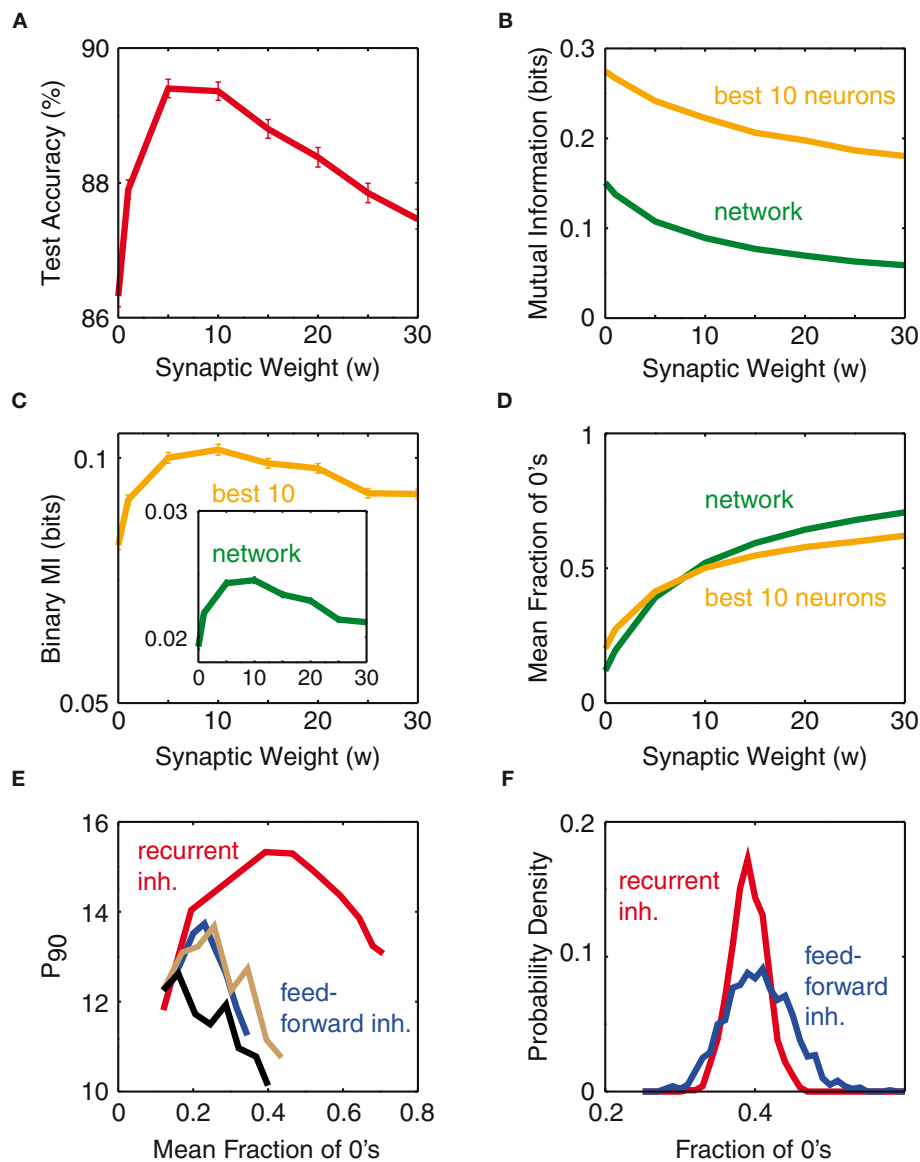 A
90
88
86
0
10
20
30
Test Accuracy (%)
Synaptic Weight (w)
B
0.3
0.2
0.1
0
0
10
20
30
Mutual Information (bits)
best 10 neurons
network
Synaptic Weight (w)
C
0.1
0.05
0
10
20
30
Binary MI (bits)
best 10
0.03
0.02
network
0
10
20
30
Synaptic Weight (w)
D
1
0.5
0
0
10
20
30
Mean Fraction of 0's
network
best 10 neurons
Synaptic Weight (w)
E
16
14
12
10
0
0.2
0.4
0.6
0.8
P90
recurrent
inh.
feed-
forward inh.
Mean Fraction of 0's
F
0.2
0.1
0
0.2
0.4
Probability Density
recurrent
inh.
feed-
forward
inh.
Fraction of 0's